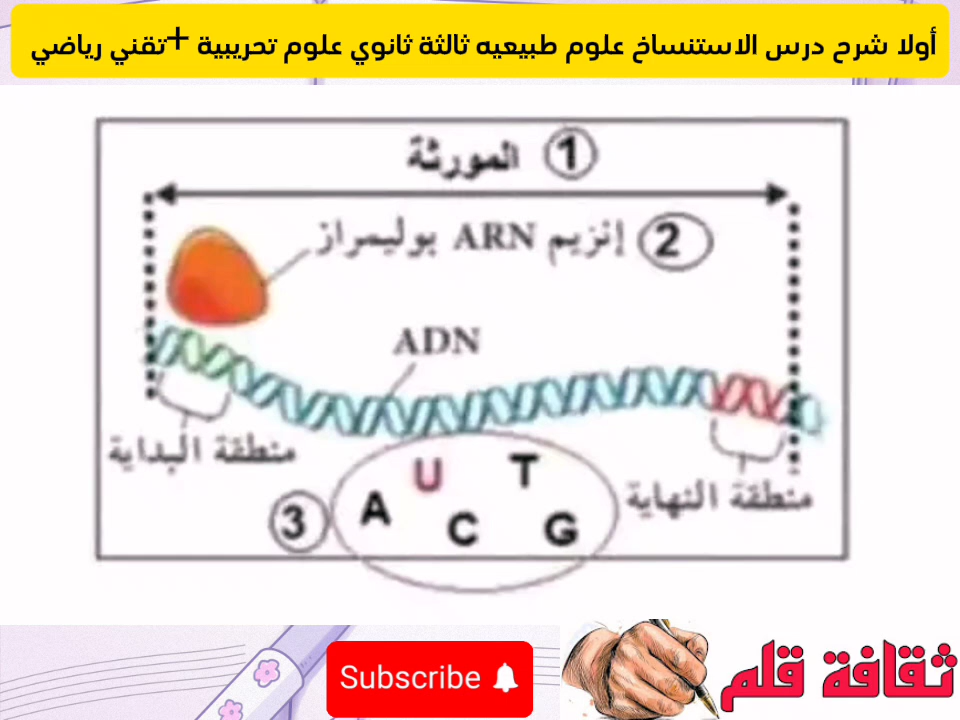 أولا شرح درس الاستنساخ علوم طبيعيه ثالثة ثانوي علوم تحريبية +تقني رياضي
1 المورثة
2 إنزيم ARN بوليمراز
ADN
منطقة البداية
U T
3 A C G
منطقة النهاية
Subscribe
ثقافة قلم